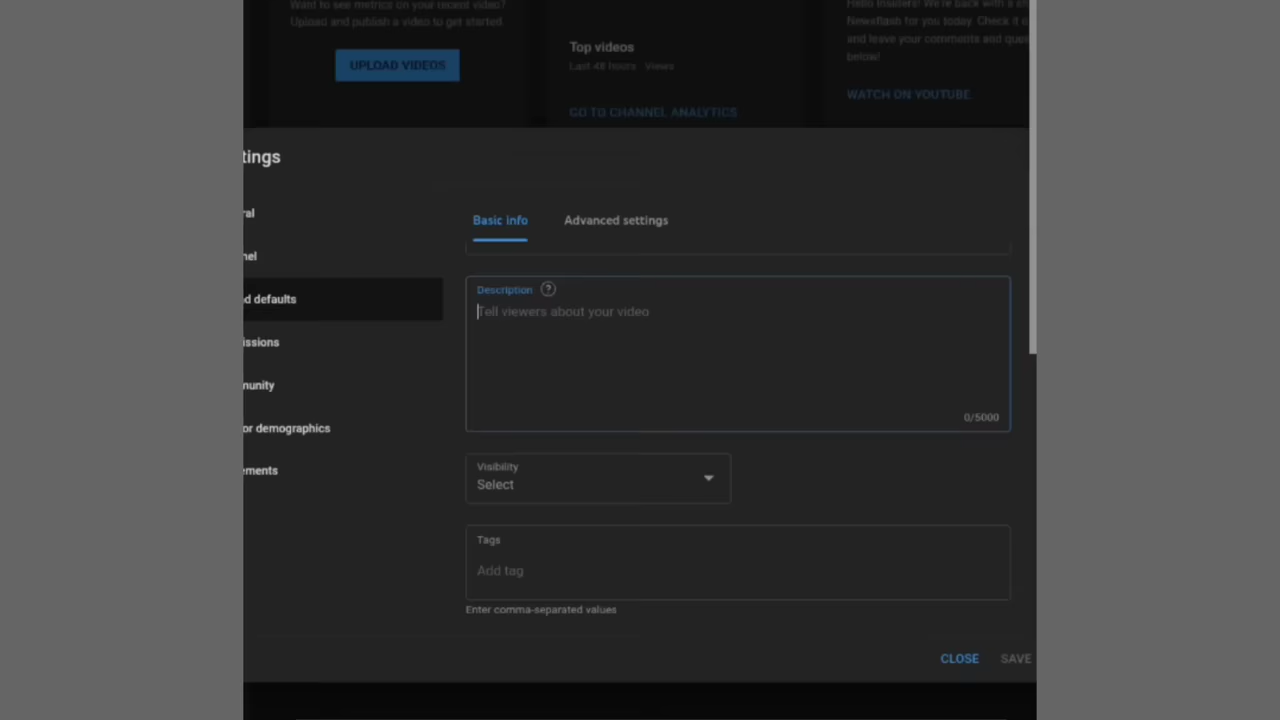 Want to see metrics on your recent video?
Upload and publish a video to get started.
UPLOAD VIDEOS
Top videos
Last 48 hours · Views
GO TO CHANNEL ANALYTICS
Hello Insiders! We're back with a
Newsflash for you today. Check it
and leave your comments and
below!
WATCH ON YOUTUBE
tings
ral
nel
d defaults
issions
munity
or demographics
ements
Basic info
Advanced settings
Description ?
Tell viewers about your video
0/5000
Visibility
Select
Tags
Add tag
Enter comma-separated values
CLOSE
SAVE